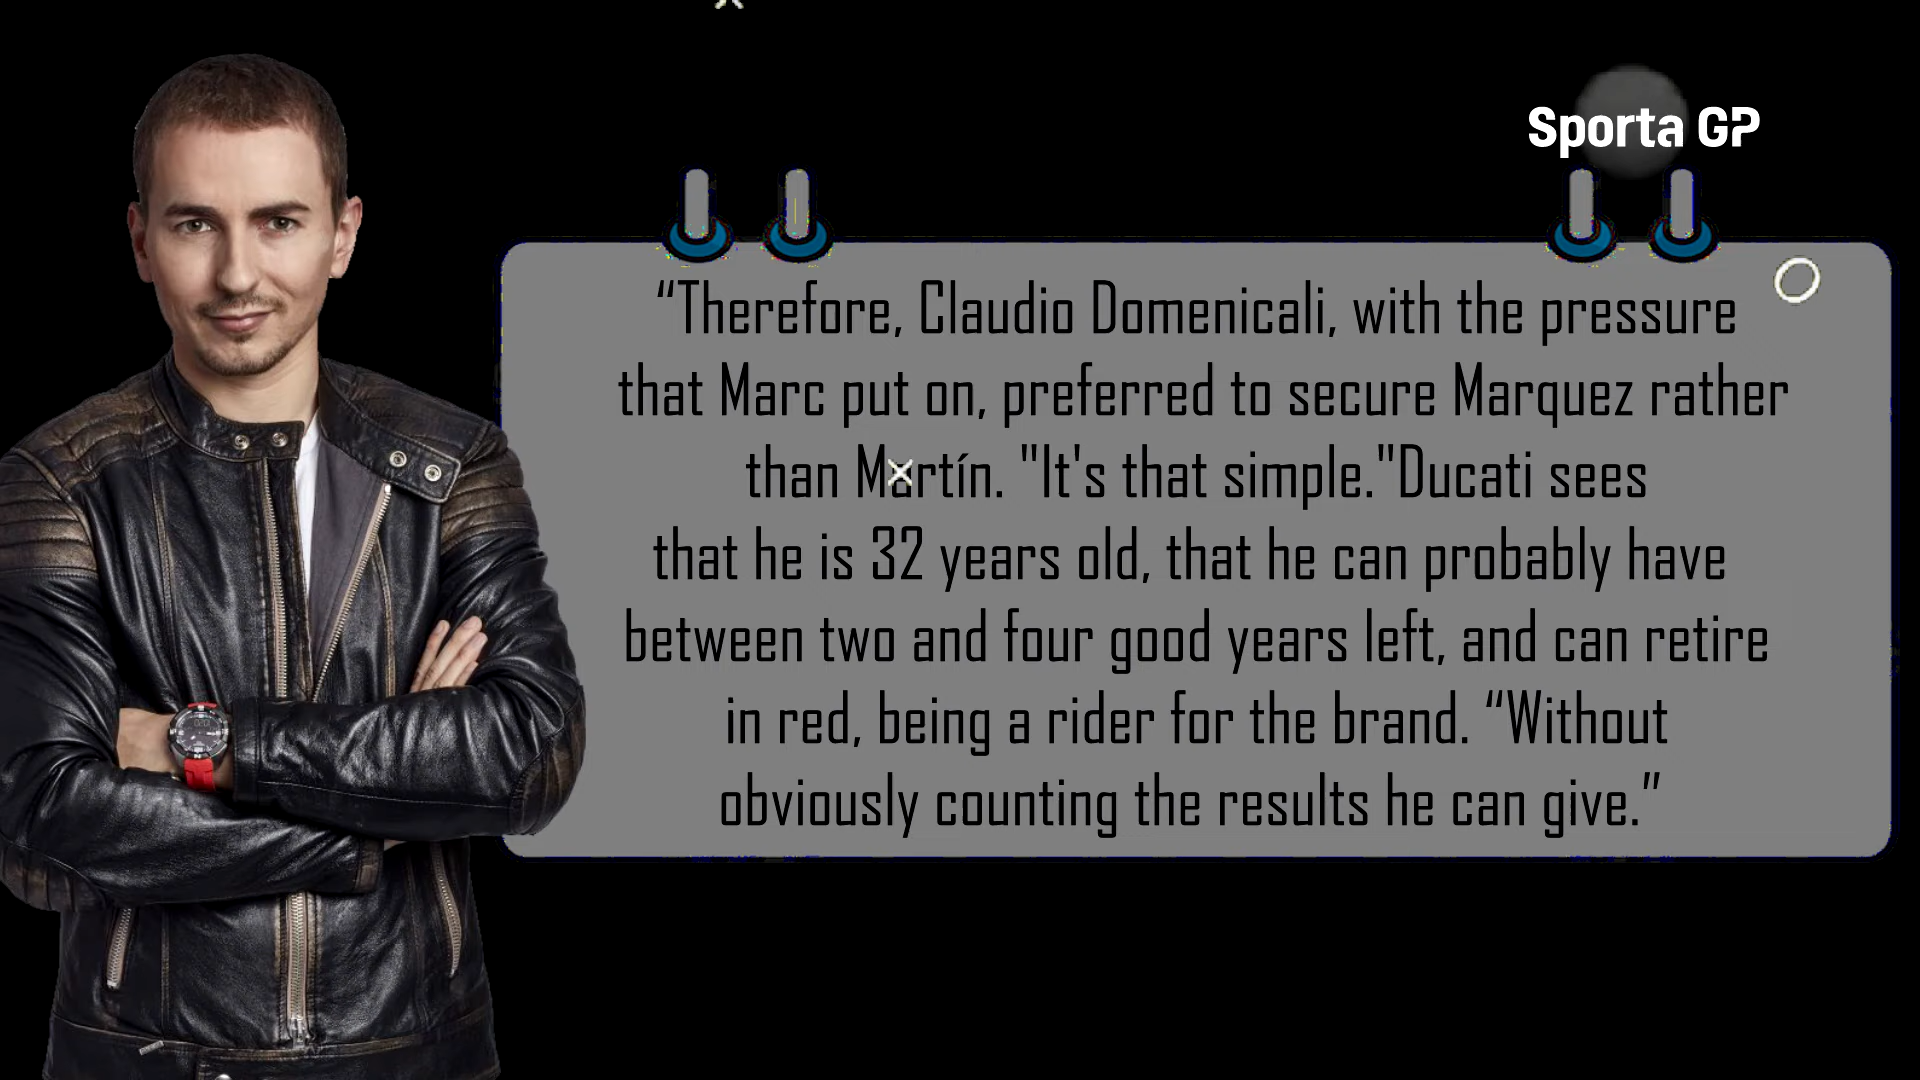 Sporta GP
“Therefore, Claudio Domenicali, with the pressure
that Marc put on, preferred to secure Marquez rather
than Martín. "It's that simple."Ducati sees
that he is 32 years old, that he can probably have
between two and four good years left, and can retire
in red, being a rider for the brand. “Without
obviously counting the results he can give.”